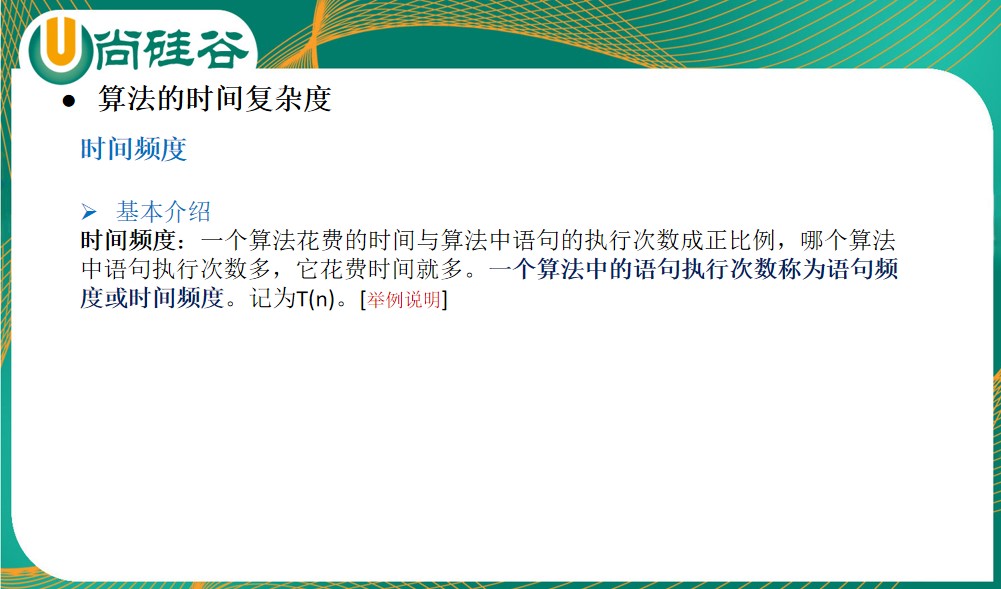 尚硅谷
● 算法的时间复杂度
时间频度
➢ 基本介绍
时间频度：一个算法花费的时间与算法中语句的执行次数成正比例，哪个算法
中语句执行次数多，它花费时间就多。一个算法中的语句执行次数称为语句频
度或时间频度。记为T(n)。[举例说明]